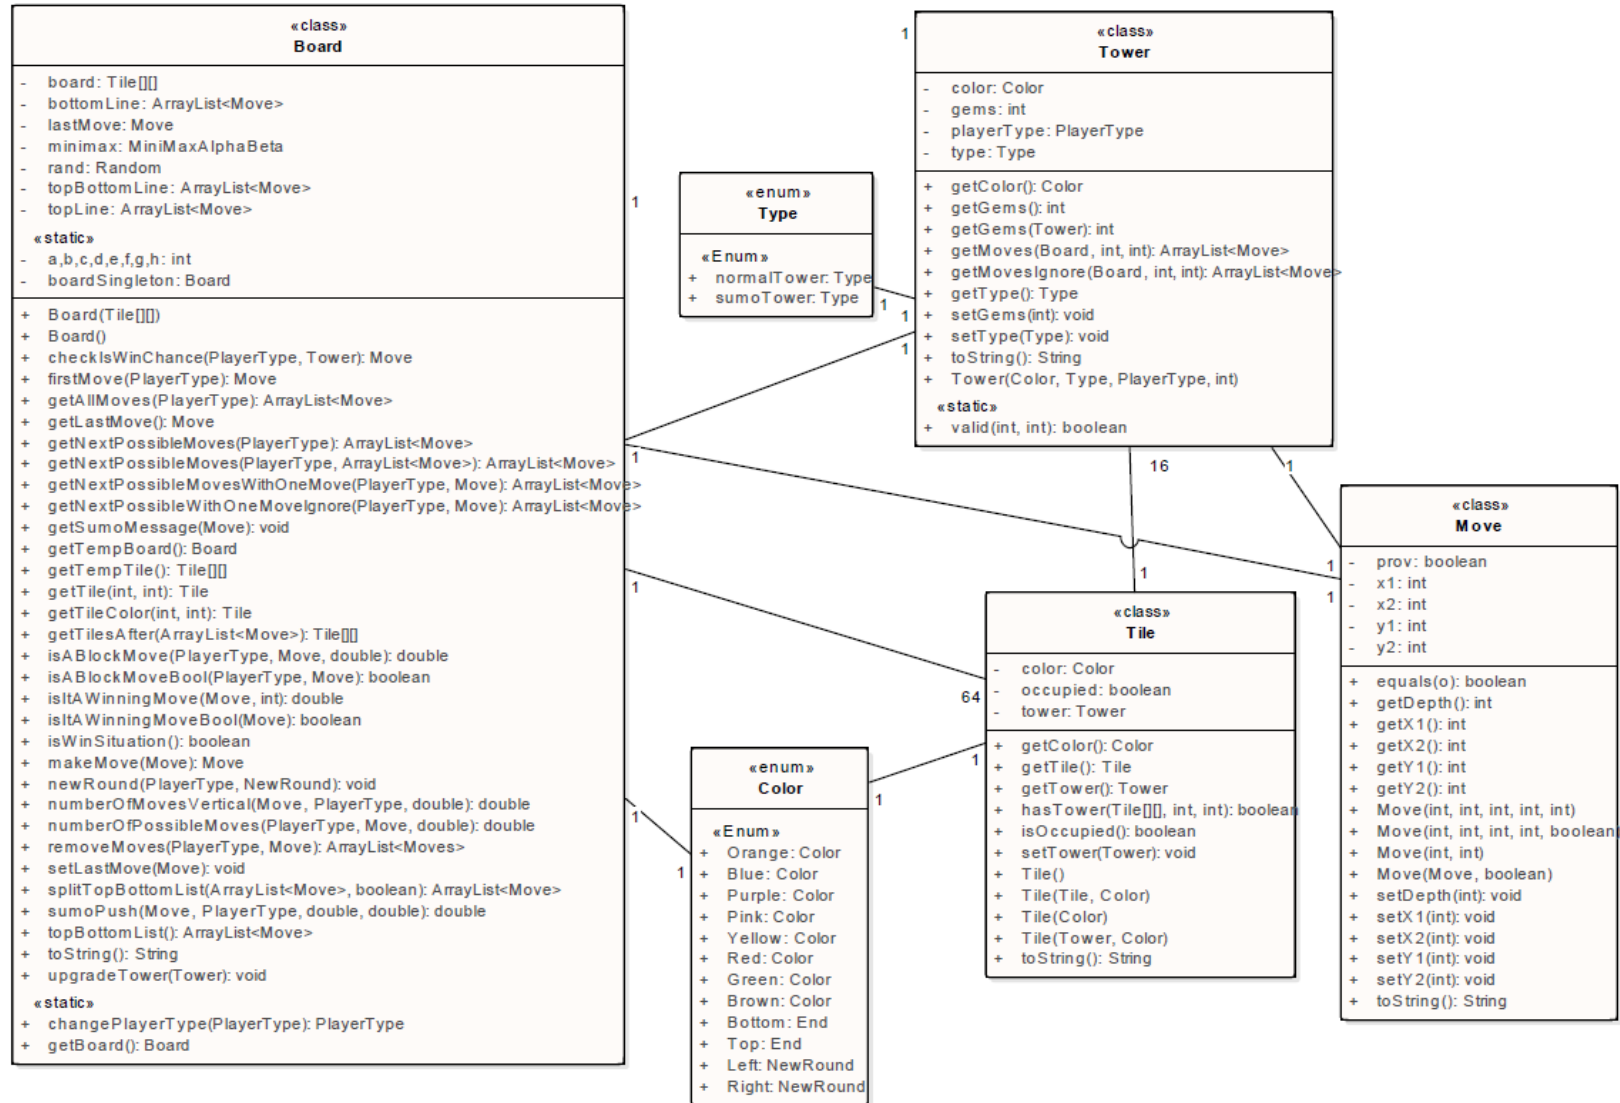 «class»
Board
- board: Tile[][]
- bottomLine: ArrayList<Move>
- lastMove: Move
- minimax: MiniMaxAlphaBeta
- rand: Random
- topBottomLine: ArrayList<Move>
- topLine: ArrayList<Move>
«static»
- a,b,c,d,e,f,g,h: int
- boardSingleton: Board
+ Board(Tile[][])
+ Board()
+ checkIsWinChance(PlayerType, Tower): Move
+ firstMove(PlayerType): Move
+ getAllMoves(PlayerType): ArrayList<Move>
+ getLastMove(): Move
+ getNextPossibleMoves(PlayerType): ArrayList<Move>
+ getNextPossibleMoves(PlayerType, ArrayList<Move>): ArrayList<Move>
+ getNextPossibleMovesWithOneMove(PlayerType, Move): ArrayList<Move>
+ getNextPossibleWithOneMoveIgnore(PlayerType, Move): ArrayList<Move>
+ getSumoMessage(Move): void
+ getTempBoard(): Board
+ getTempTile(): Tile[][]
+ getTile(int, int): Tile
+ getTileColor(int, int): Tile
+ getTilesAfter(ArrayList<Move>): Tile[][]
+ isABlockMove(PlayerType, Move, double): double
+ isABlockMoveBool(PlayerType, Move): boolean
+ isItAWinningMove(Move, int): double
+ isItAWinningMoveBool(Move): boolean
+ isWinSituation(): boolean
+ makeMove(Move): Move
+ newRound(PlayerType, NewRound): void
+ numberOfMovesVertical(Move, PlayerType, double): double
+ numberOfPossibleMoves(PlayerType, Move, double): double
+ removeMoves(PlayerType, Move): ArrayList<Moves>
+ setLastMove(Move): void
+ splitTopBottomList(ArrayList<Move>, boolean): ArrayList<Move>
+ sumoPush(Move, PlayerType, double, double): double
+ topBottomList(): ArrayList<Move>
+ toString(): String
+ upgradeTower(Tower): void
«static»
+ changePlayerType(PlayerType): PlayerType
+ getBoard(): Board
1
1
1
1
1
«enum»
Type
«Enum»
+ normalTower: Type
+ sumoTower: Type
1
1
1
1
«class»
Tower
- color: Color
- gems: int
- playerType: PlayerType
- type: Type
+ getColor(): Color
+ getGems(): int
+ getGems(Tower): int
+ getMoves(Board, int, int): ArrayList<Move>
+ getMovesIgnore(Board, int, int): ArrayList<Move>
+ getType(): Type
+ setGems(int): void
+ setType(Type): void
+ toString(): String
+ Tower(Color, Type, PlayerType, int)
«static»
+ valid(int, int): boolean
16
1
1
1
1
«class»
Move
- prov: boolean
- x1: int
- x2: int
- y1: int
- y2: int
+ equals(o): boolean
+ getDepth(): int
+ getX1(): int
+ getX2(): int
+ getY1(): int
+ getY2(): int
+ Move(int, int, int, int, int)
+ Move(int, int, int, int, boolean
+ Move(int, int)
+ Move(Move, boolean)
+ setDepth(int): void
+ setX1(int): void
+ setX2(int): void
+ setY1(int): void
+ setY2(int): void
+ toString(): String
«class»
Tile
- color: Color
- occupied: boolean
- tower: Tower
+ getColor(): Color
+ getTile(): Tile
+ getTower(): Tower
+ hasTower(Tile[][], int, int): boolean
+ isOccupied(): boolean
+ setTower(Tower): void
+ Tile()
+ Tile(Tile, Color)
+ Tile(Color)
+ Tile(Tower, Color)
+ toString(): String
64
1
1
1
«enum»
Color
«Enum»
+ Orange: Color
+ Blue: Color
+ Purple: Color
+ Pink: Color
+ Yellow: Color
+ Red: Color
+ Green: Color
+ Brown: Color
+ Bottom: End
+ Top: End
+ Left: NewRound
+ Right: NewRound